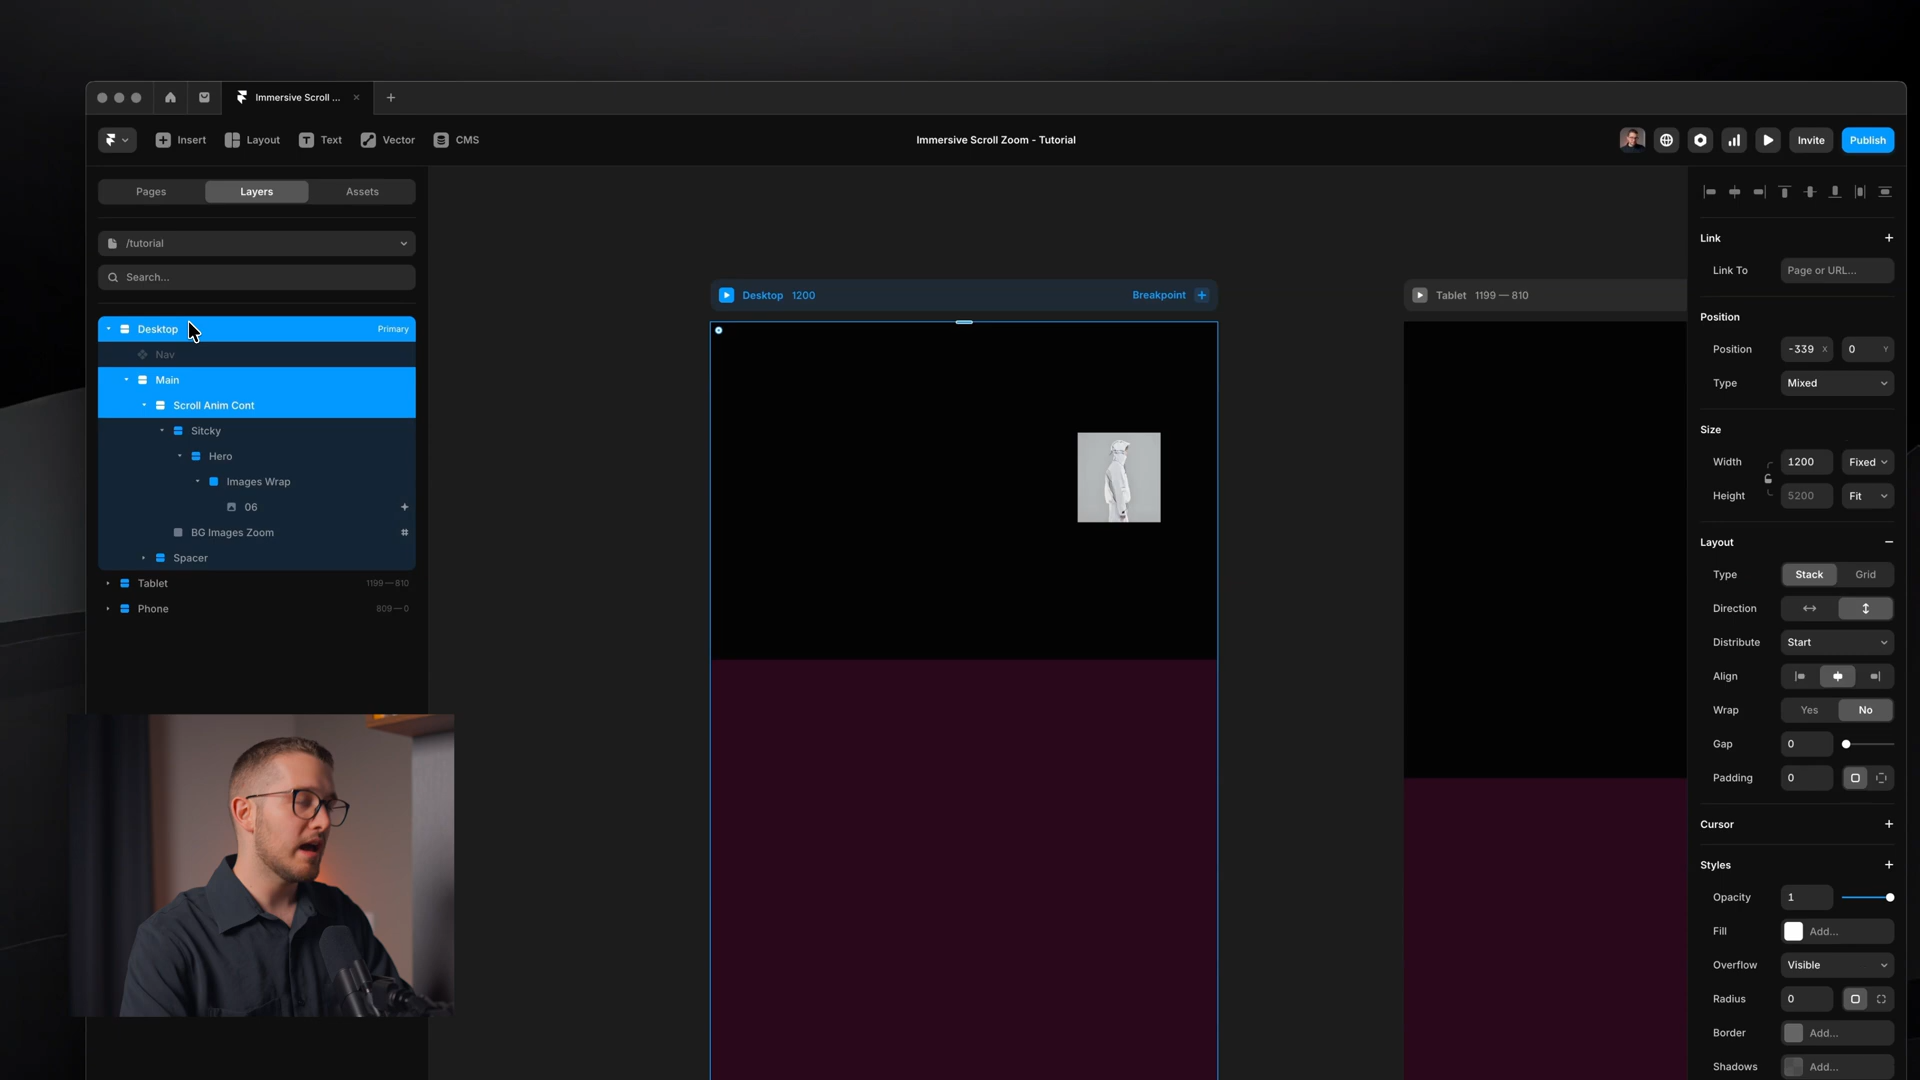 Immersive Scroll ...
Insert
Layout
Text
Vector
CMS
Immersive Scroll Zoom - Tutorial
Invite
Publish
Pages
Layers
Assets
/tutorial
Search...
Desktop
Primary
Nav
Main
Scroll Anim Cont
Sitcky
Hero
Images Wrap
06
BG Images Zoom
Spacer
Tablet
1199—810
Phone
809—0
Desktop 1200
Breakpoint
Tablet 1199 — 810
Link
Link To
Page or URL...
Position
Position
-339 X
0 Y
Type
Mixed
Size
Width
1200
Fixed
Height
5200
Fit
Layout
Type
Stack
Grid
Direction
Distribute
Start
Align
Wrap
Yes
No
Gap
0
Padding
0
Cursor
Styles
Opacity
1
Fill
Add...
Overflow
Visible
Radius
0
Border
Add...
Shadows
Add...